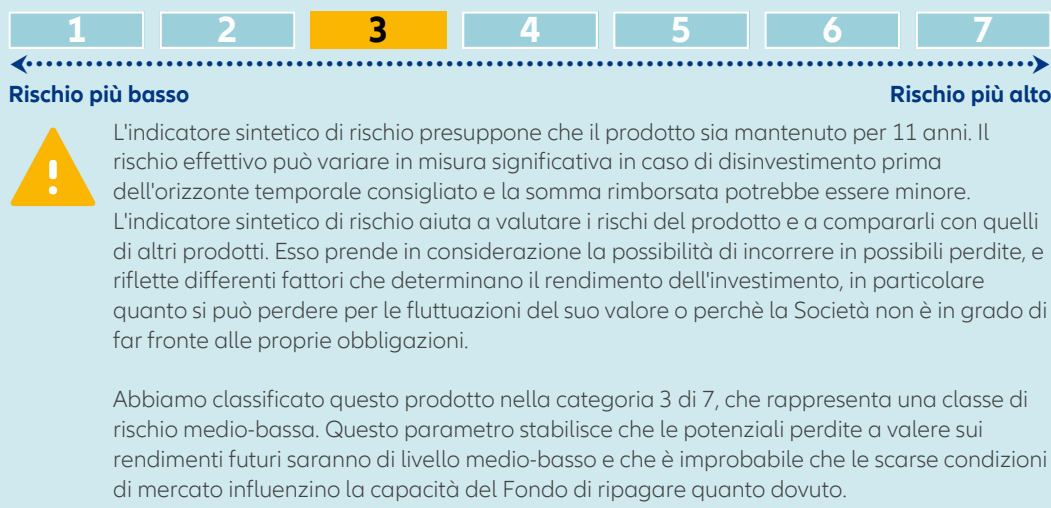 1 2 3 4 5 6 7
Rischio più basso Rischio più alto
L'indicatore sintetico di rischio presuppone che il prodotto sia mantenuto per 11 anni. Il
rischio effettivo può variare in misura significativa in caso di disinvestimento prima
dell'orizzonte temporale consigliato e la somma rimborsata potrebbe essere minore.
L'indicatore sintetico di rischio aiuta a valutare i rischi del prodotto e a compararli con quelli
di altri prodotti. Esso prende in considerazione la possibilità di incorrere in possibili perdite, e
riflette differenti fattori che determinano il rendimento dell'investimento, in particolare
quanto si può perdere per le fluttuazioni del suo valore o perchè la Società non è in grado di
far fronte alle proprie obbligazioni.
Abbiamo classificato questo prodotto nella categoria 3 di 7, che rappresenta una classe di
rischio medio-bassa. Questo parametro stabilisce che le potenziali perdite a valere sui
rendimenti futuri saranno di livello medio-basso e che è improbabile che le scarse condizioni
di mercato influenzino la capacità del Fondo di ripagare quanto dovuto.